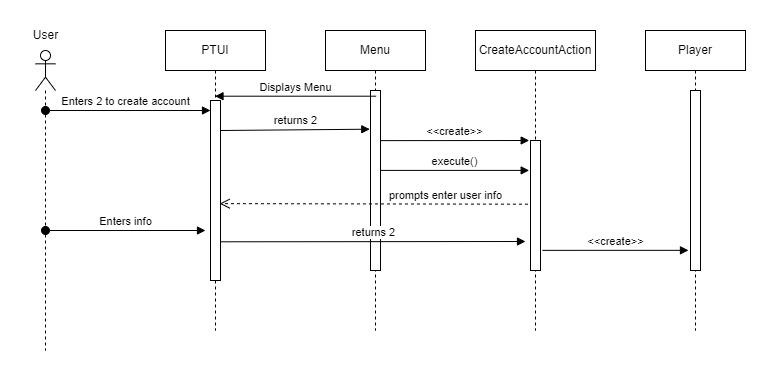 User
PTUI
Menu
CreateAccountAction
Player
Displays Menu
Enters 2 to create account
returns 2
<<create>>
execute()
prompts enter user info
Enters info
returns 2
<<create>>